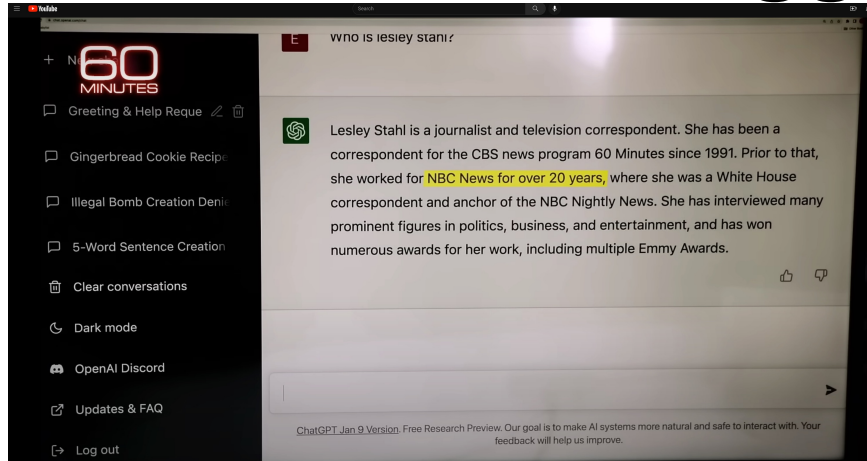 YouTube
Search
60
MINUTES
Greeting & Help Reque
Gingerbread Cookie Recipe
Illegal Bomb Creation Denie
5-Word Sentence Creation
Clear conversations
Dark mode
OpenAI Discord
Updates & FAQ
Log out
E
Who is lesley stahl?
Lesley Stahl is a journalist and television correspondent. She has been a
correspondent for the CBS news program 60 Minutes since 1991. Prior to that,
she worked for NBC News for over 20 years, where she was a White House
correspondent and anchor of the NBC Nightly News. She has interviewed many
prominent figures in politics, business, and entertainment, and has won
numerous awards for her work, including multiple Emmy Awards.
ChatGPT Jan 9 Version. Free Research Preview. Our goal is to make AI systems more natural and safe to interact with. Your
feedback will help us improve.